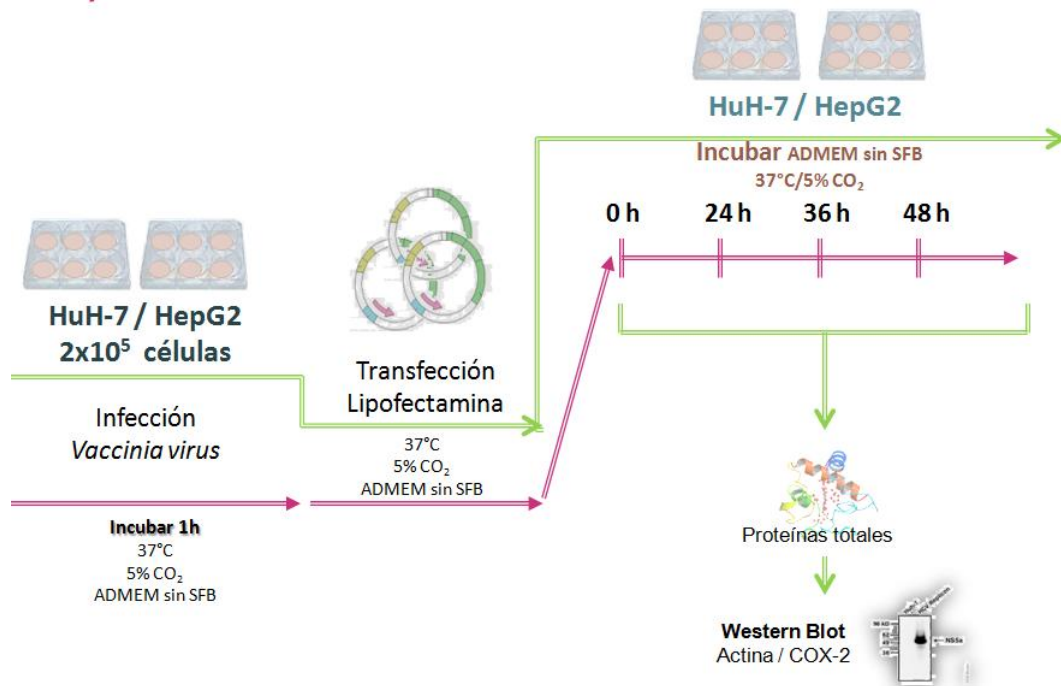 HuH-7 / HepG2
Incubar ADMEM sin SFB
37°C/5% CO₂
0 h 24 h 36 h 48 h
HuH-7 / HepG2
2x10⁵ células
Infección
Vaccinia virus
Incubar 1h
37°C
5% CO₂
ADMEM sin SFB
Transfección
Lipofectamina
37°C
5% CO₂
ADMEM sin SFB
Proteínas totales
Western Blot
Actina / COX-2
NS5a